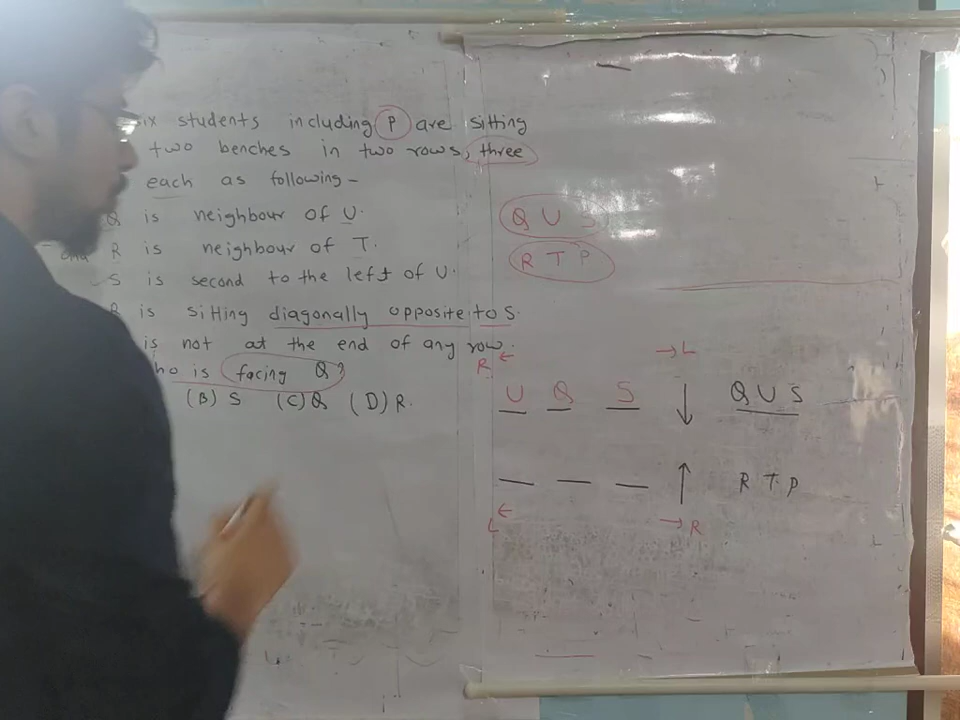 ix students including P are sitting
two benches in two rows, three
each as following-
Q is neighbour of U.
and R is neighbour of T.
S is second to the left of U.
R is sitting diagonally opposite to S.
is not at the end of any row.
ho is facing Q?
(B) S (C) Q (D) R.
Q U S
R T P
R ← → L
U Q S ↓ Q U S
— — — ↑ R T P
L ← → R